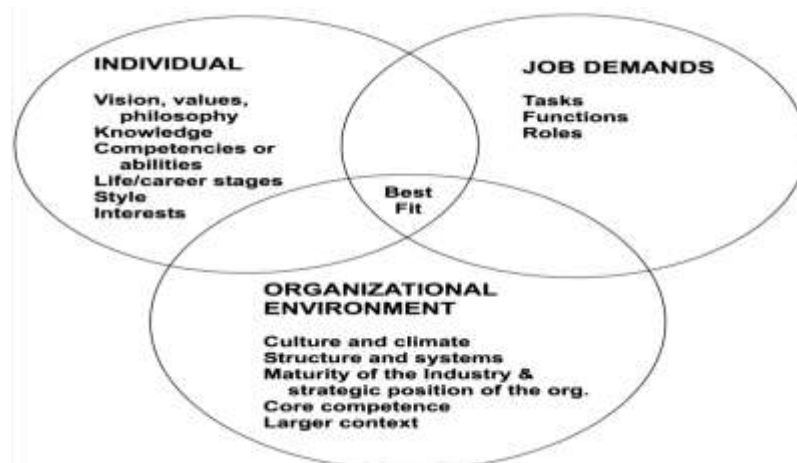 INDIVIDUAL
Vision, values,
philosophy
Knowledge
Competencies or
abilities
Life/career stages
Style
Interests
JOB DEMANDS
Tasks
Functions
Roles
Best
Fit
ORGANIZATIONAL
ENVIRONMENT
Culture and climate
Structure and systems
Maturity of the Industry &
strategic position of the org.
Core competence
Larger context